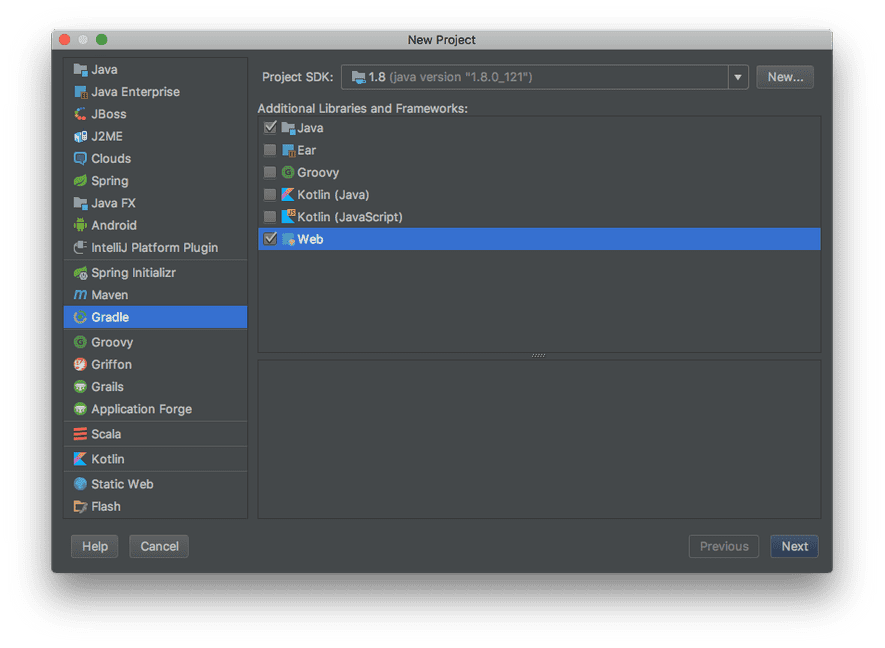 New Project
Java
Java Enterprise
JBoss
J2ME
Clouds
Spring
Java FX
Android
IntelliJ Platform Plugin
Spring Initializr
Maven
Gradle
Groovy
Griffon
Grails
Application Forge
Scala
Kotlin
Static Web
Flash
Project SDK: 1.8 (java version "1.8.0_121") New...
Additional Libraries and Frameworks:
Java
Ear
Groovy
Kotlin (Java)
Kotlin (JavaScript)
Web
Help Cancel Previous Next